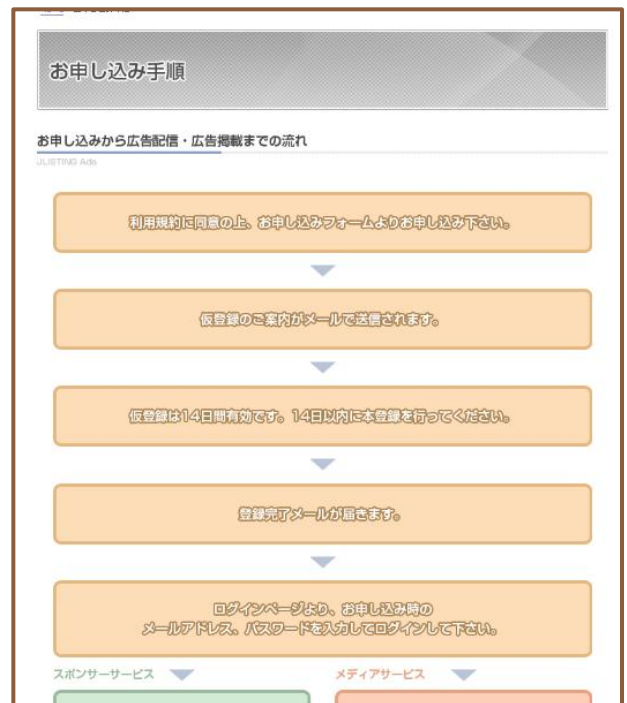 お申し込み手順
お申し込みから広告配信・広告掲載までの流れ
JLISTING Ads
利用規約に同意の上、お申し込みフォームよりお申し込み下さい。
仮登録のご案内がメールで送信されます。
仮登録は14日間有効です。14日以内に本登録を行ってください。
登録完了メールが届きます。
ログインページより、お申し込み時の
メールアドレス、パスワードを入力してログインして下さい。
スポンサーサービス
メディアサービス